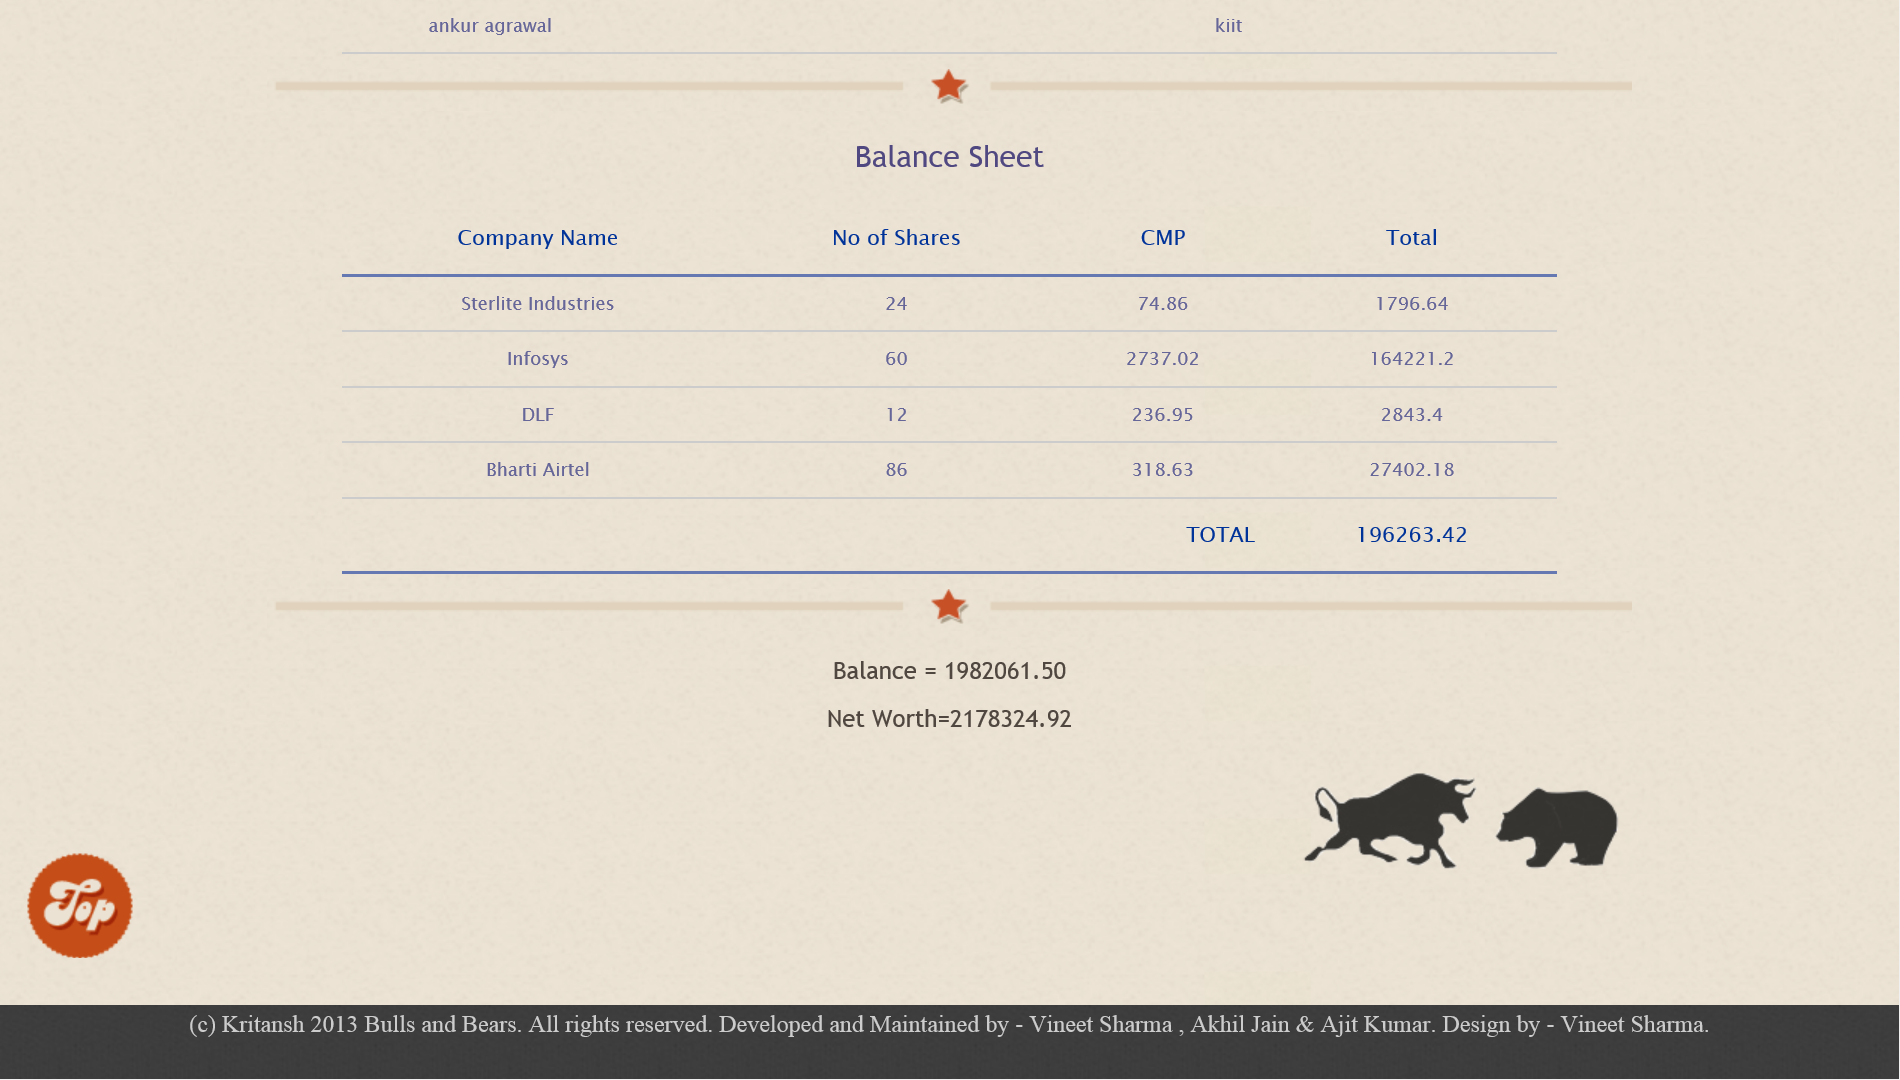 ankur agrawal kiit
Balance Sheet
Company Name No of Shares CMP Total
Sterlite Industries 24 74.86 1796.64
Infosys 60 2737.02 164221.2
DLF 12 236.95 2843.4
Bharti Airtel 86 318.63 27402.18
TOTAL 196263.42
Balance = 1982061.50
Net Worth=2178324.92
Top
(c) Kritansh 2013 Bulls and Bears. All rights reserved. Developed and Maintained by - Vineet Sharma , Akhil Jain & Ajit Kumar. Design by - Vineet Sharma.